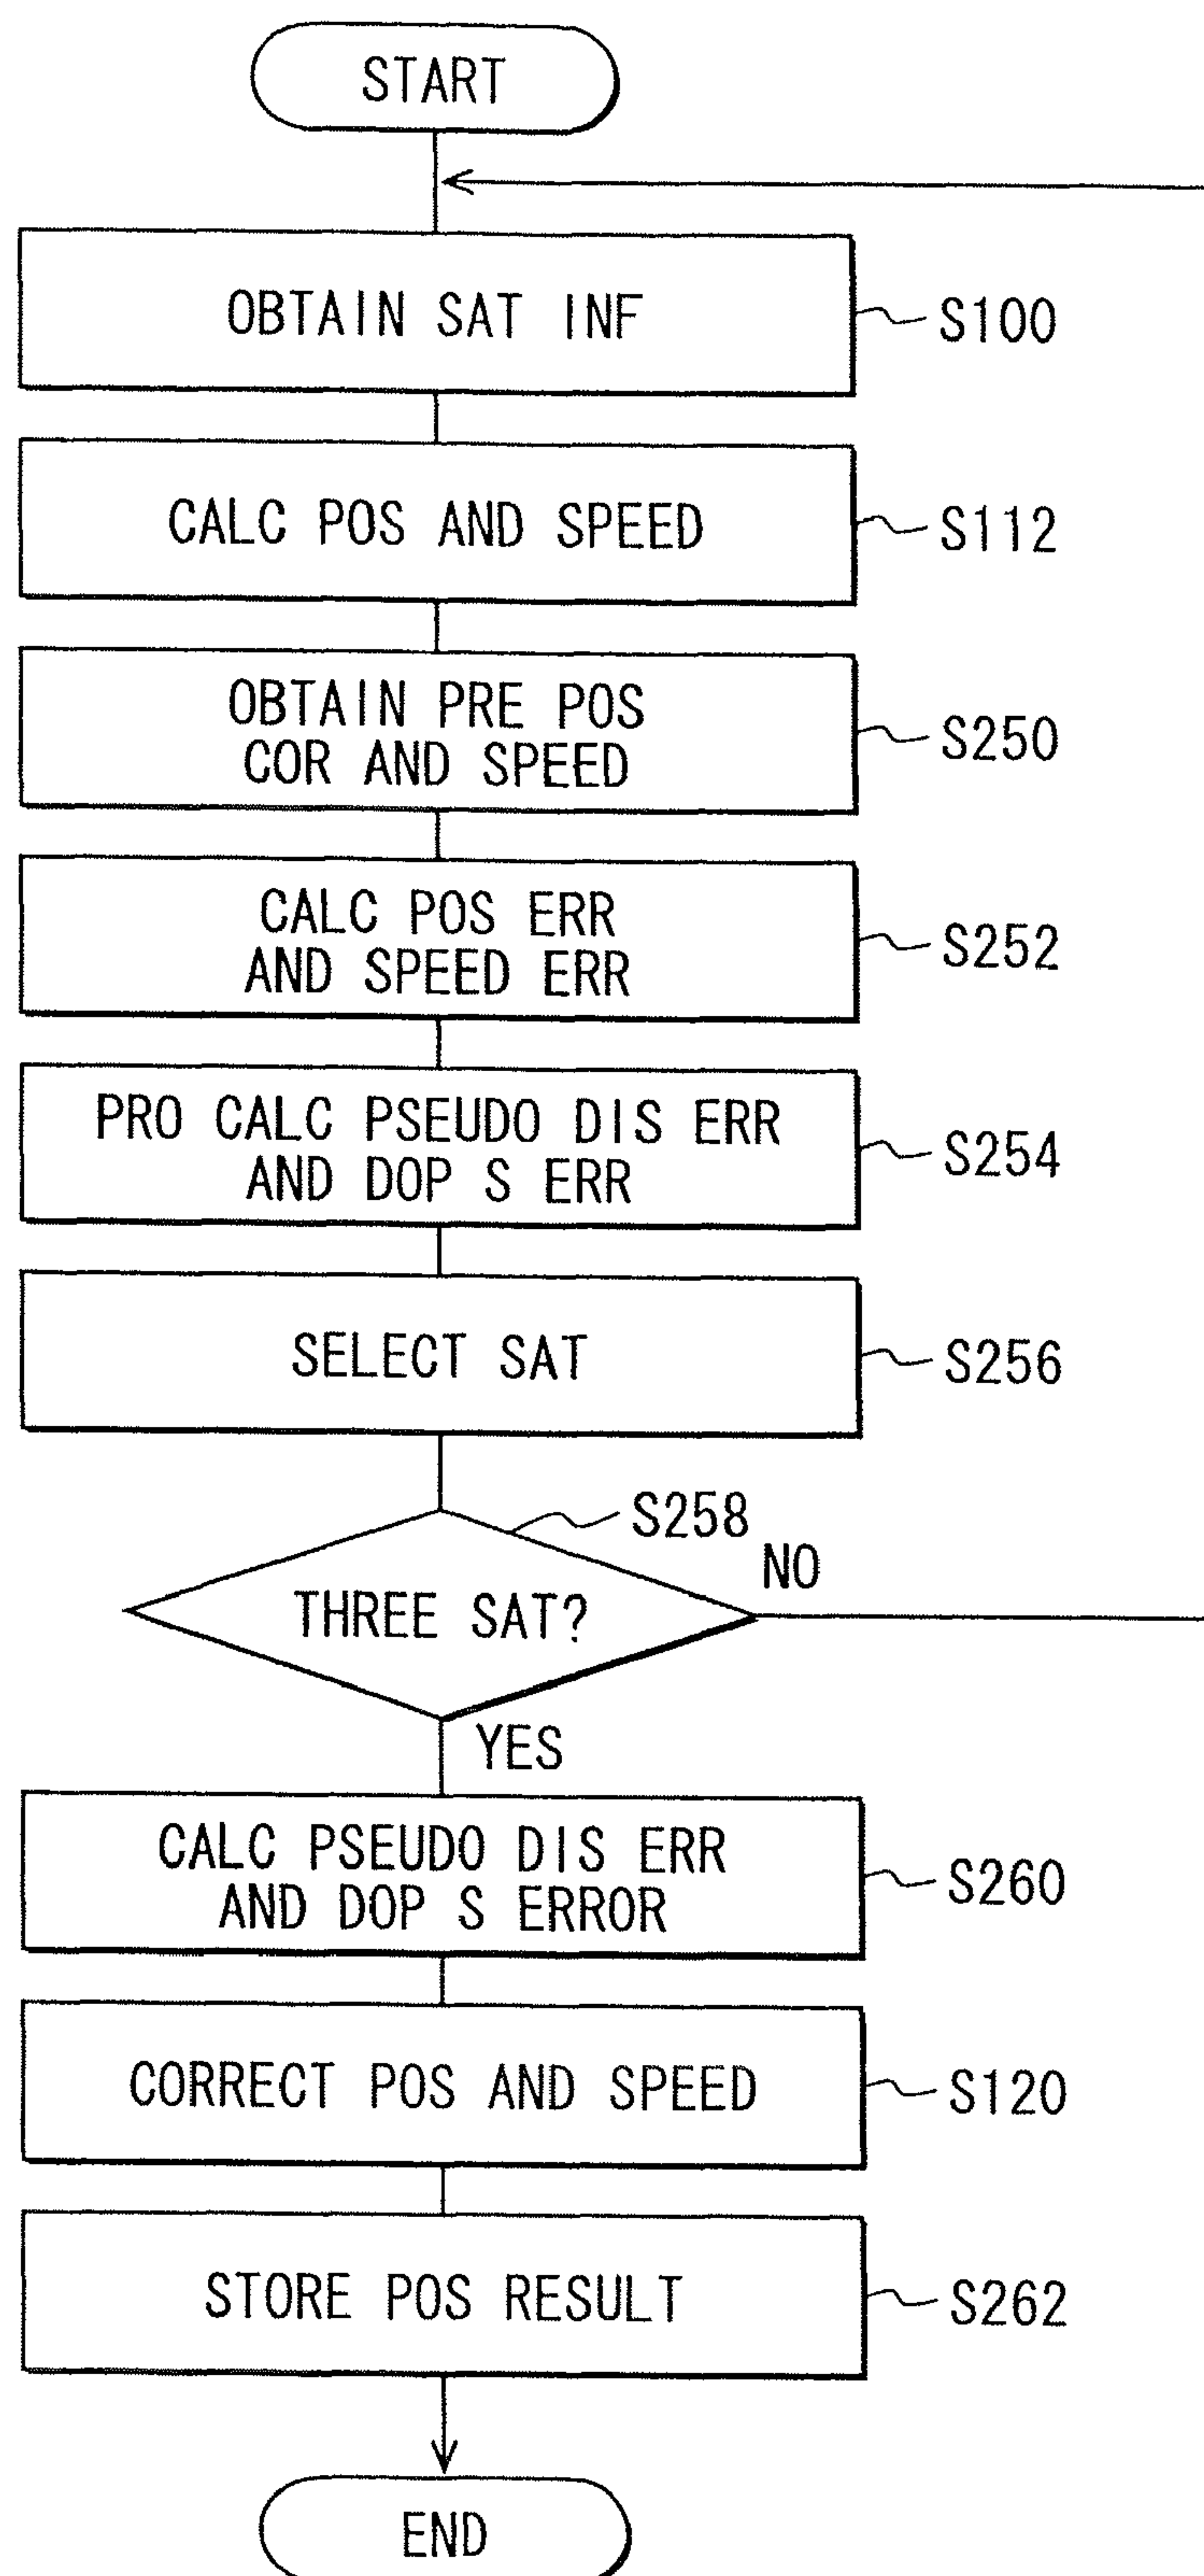 START
OBTAIN SAT INF
S100
CALC POS AND SPEED
S112
OBTAIN PRE POS
COR AND SPEED
S250
CALC POS ERR
AND SPEED ERR
S252
PRO CALC PSEUDO DIS ERR
AND DOP S ERR
S254
SELECT SAT
S256
S258
THREE SAT?
NO
YES
CALC PSEUDO DIS ERR
AND DOP S ERROR
S260
CORRECT POS AND SPEED
S120
STORE POS RESULT
S262
END